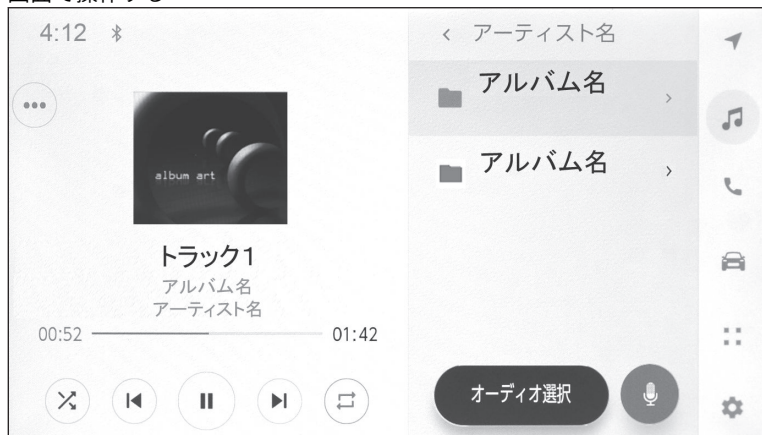 画面で操作する
4:12
album art
トラック1
アルバム名
アーティスト名
00:52
01:42
< アーティスト名
アルバム名 >
アルバム名 >
オーディオ選択